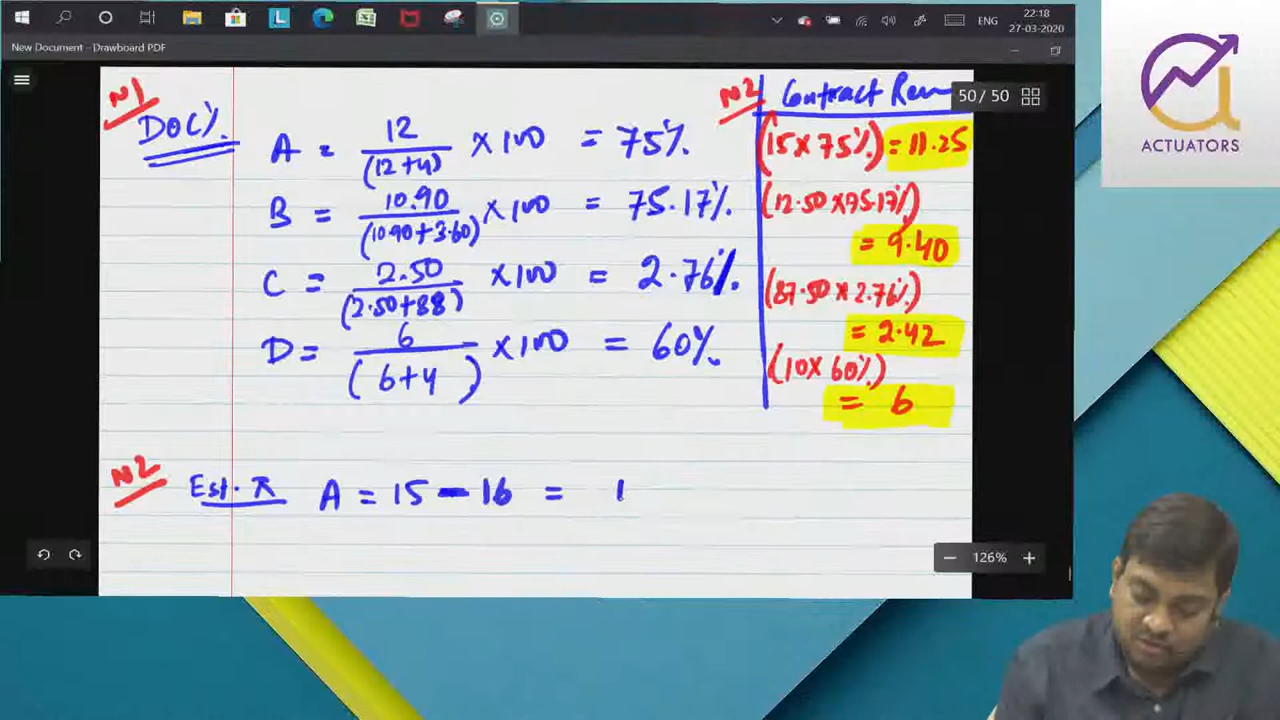 22:18
ENG
27-03-2020
New Document - Drawboard PDF
50 / 50
ACTUATORS
N1
DOC%.
A = 12 / (12+4) × 100 = 75%.
B = 10.90 / (10.90+3.60) × 100 = 75.17%.
C = 2.50 / (2.50+88) × 100 = 2.76%.
D = 6 / (6+4) × 100 = 60%.
N2
Contract Rev
(15×75%.) = 11.25
(12.50×75.17%.)
= 9.40
(87.50×2.76%.)
= 2.42
(10×60%)
= 6
N2
Est. π A = 15 - 16 = 1
126%